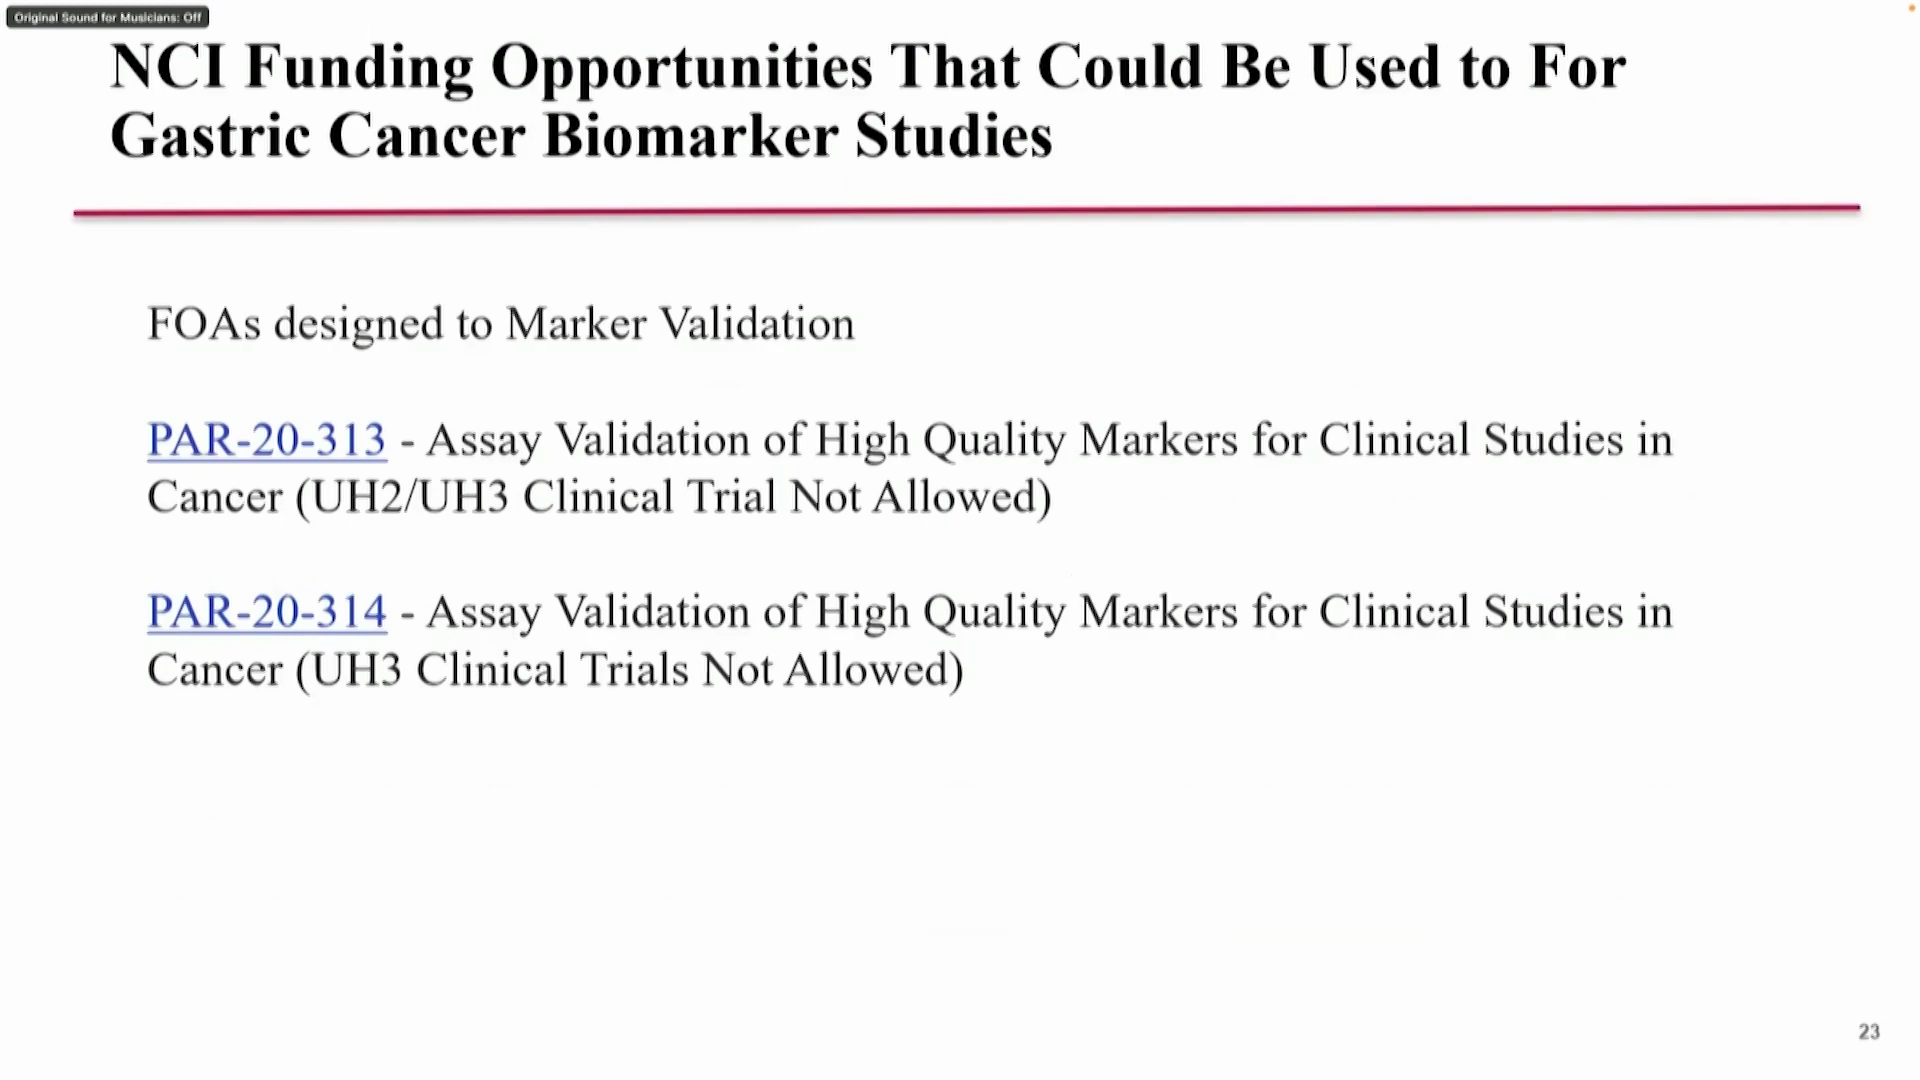 Original Sound for Musicians: Off
NCI Funding Opportunities That Could Be Used to For
Gastric Cancer Biomarker Studies
FOAs designed to Marker Validation
PAR-20-313 - Assay Validation of High Quality Markers for Clinical Studies in
Cancer (UH2/UH3 Clinical Trial Not Allowed)
PAR-20-314 - Assay Validation of High Quality Markers for Clinical Studies in
Cancer (UH3 Clinical Trials Not Allowed)
23